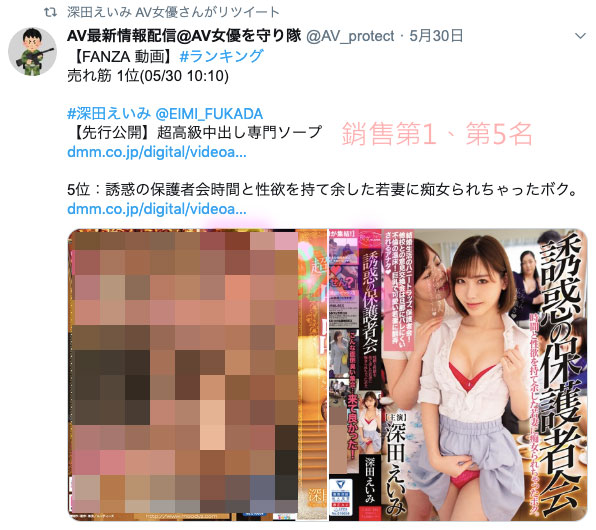 深田えいみ AV女優さんがリツイート
AV最新情報配信@AV女優を守り隊 @AV_protect · 5月30日
【FANZA 動画】#ランキング
売れ筋 1位(05/30 10:10)
#深田えいみ @EIMI_FUKADA
【先行公開】超高級中出し専門ソープ
銷售第1、第5名
dmm.co.jp/digital/videoa...
5位：誘惑の保護者会時間と性欲を持て余した若妻に痴女られちゃったボク。
dmm.co.jp/digital/videoa...
誘惑の保護者会
時間と性欲を持て余した若妻に痴女られちゃったボク。
【主演】
深田えいみ
誘惑の保護者会
来て良かった！
深田えいみ